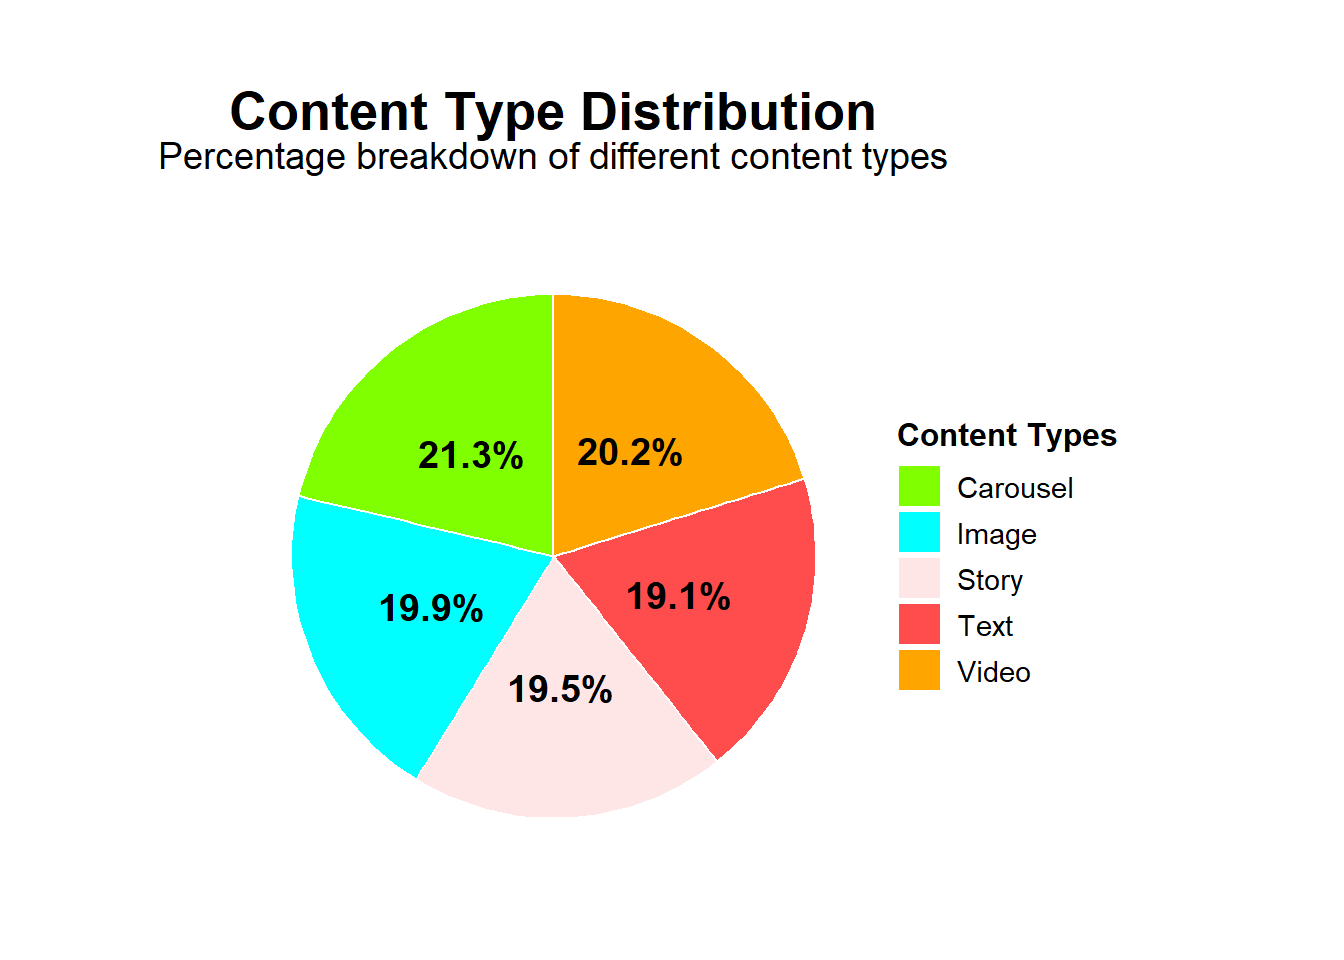 Content Type Distribution
Percentage breakdown of different content types
21.3%
20.2%
19.9%
19.1%
19.5%
Content Types
Carousel
Image
Story
Text
Video